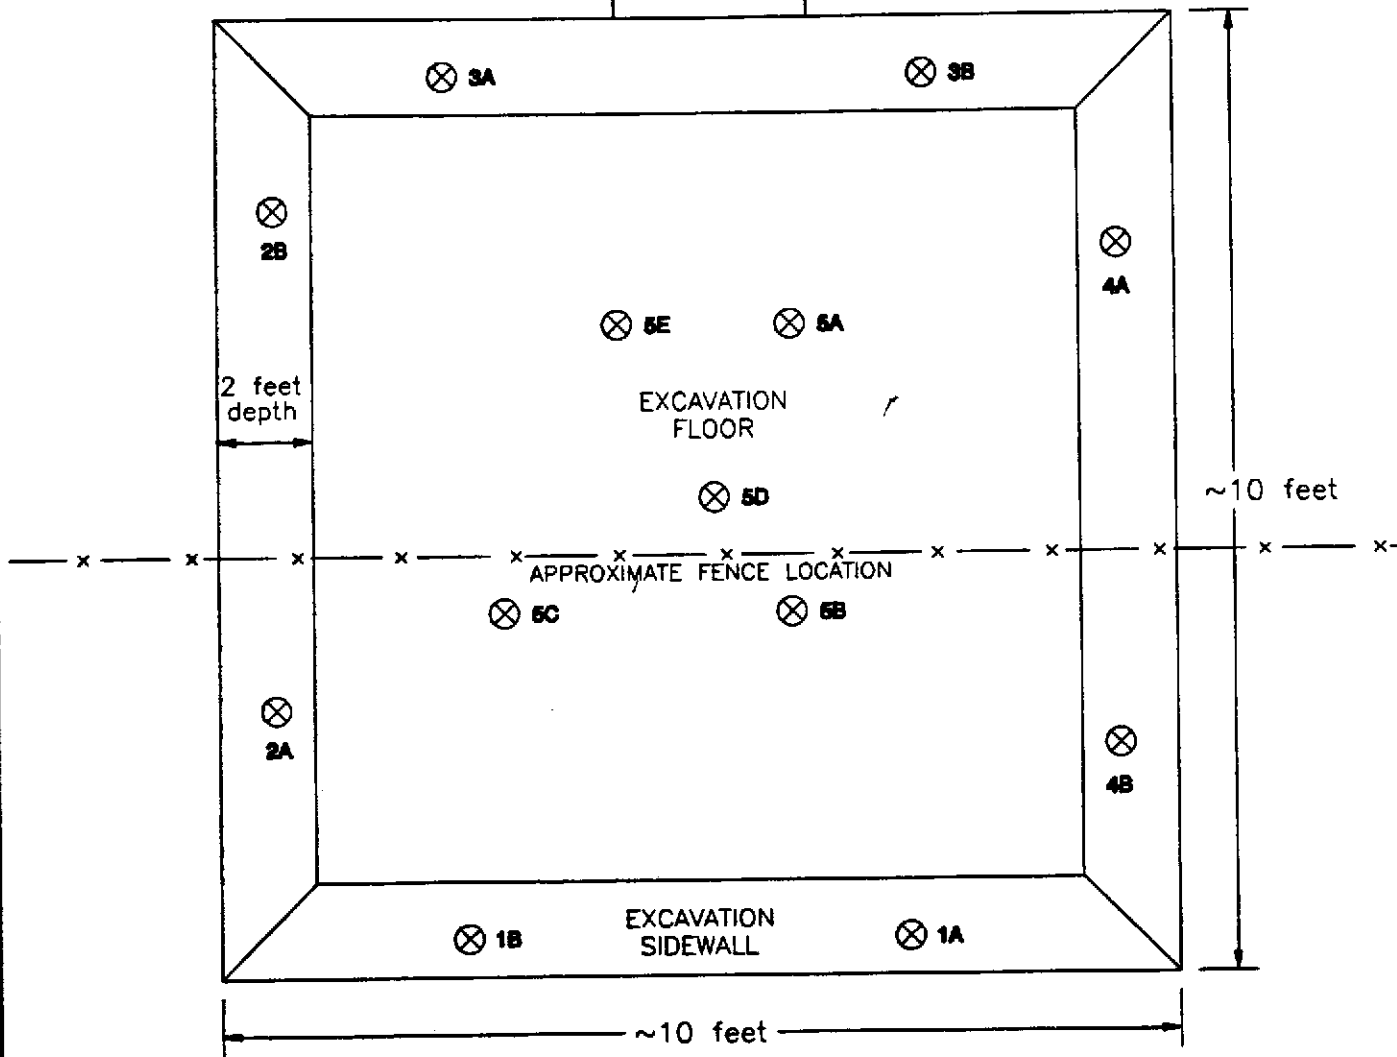 3A
3B
2B
4A
5E
5A
2 feet
depth
EXCAVATION
FLOOR
5D
~10 feet
APPROXIMATE FENCE LOCATION
5C
5B
2A
4B
1B
EXCAVATION
SIDEWALL
1A
~10 feet